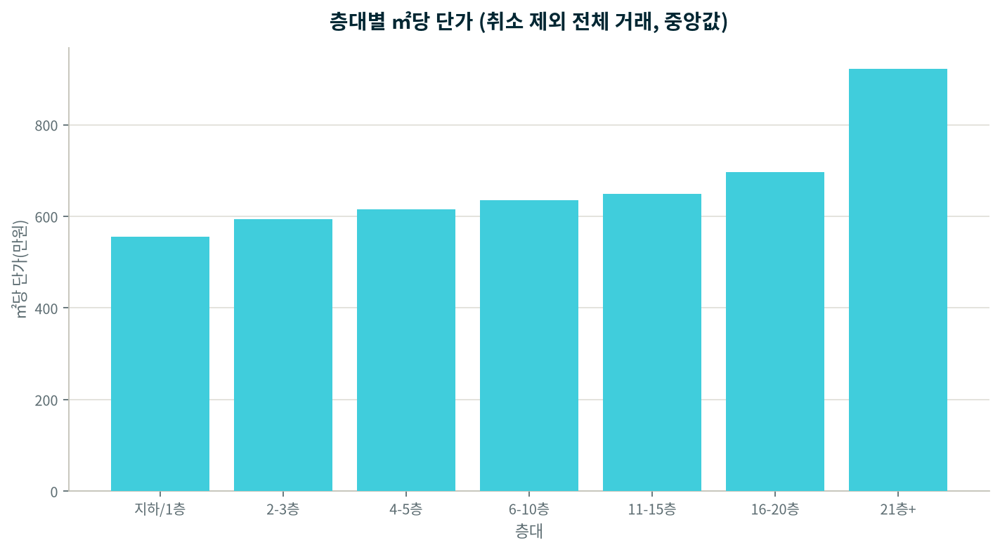 층대별 ㎡당 단가 (취소 제외 전체 거래, 중앙값)
㎡당 단가(만원)
800
600
400
200
0
지하/1층 2-3층 4-5층 6-10층 11-15층 16-20층 21층+
층대